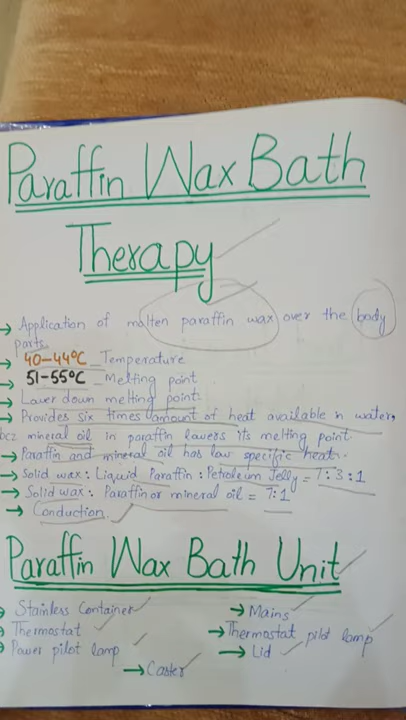 Paraffin Wax Bath
Therapy
→ Application of molten paraffin wax over the body
parts.
→ 40-44°C Temperature
→ 51-55°C Melting point
→ Lower down melting point.
→ Provides six times amount of heat available in water,
bcz mineral oil in paraffin lowers its melting point.
→ Paraffin and mineral oil has low specific heat.
→ Solid wax : Liquid Paraffin : Petroleum Jelly = 7:3:1
→ Solid wax : Paraffin or mineral oil = 7:1
→ Conduction.
Paraffin Wax Bath Unit
→ Stainless Container → Mains
→ Thermostat → Thermostat pilot lamp
→ Power pilot lamp → Lid
→ Caster